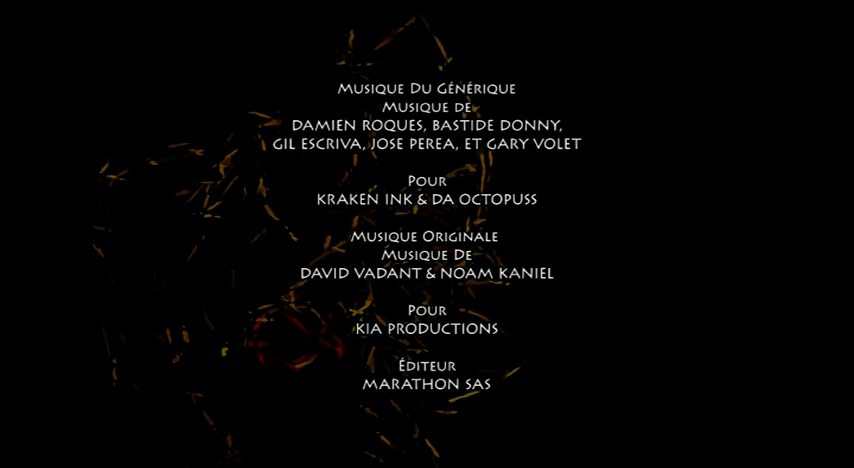 Musique Du Générique
Musique de
DAMIEN ROQUES, BASTIDE DONNY,
GIL ESCRIVA, JOSE PEREA, ET GARY VOLET
Pour
KRAKEN INK & DA OCTOPUSS
Musique Originale
Musique De
DAVID VADANT & NOAM KANIEL
Pour
KIA PRODUCTIONS
Éditeur
MARATHON SAS